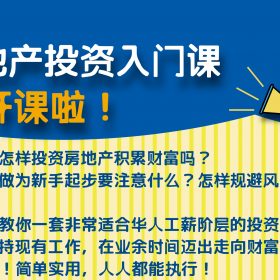 地产投资入门课
开课啦！
怎样投资房地产积累财富吗？
做为新手起步要注意什么？怎样规避风
教你一套非常适合华人工薪阶层的投资
持现有工作，在业余时间迈出走向财富
！简单实用，人人都能执行！